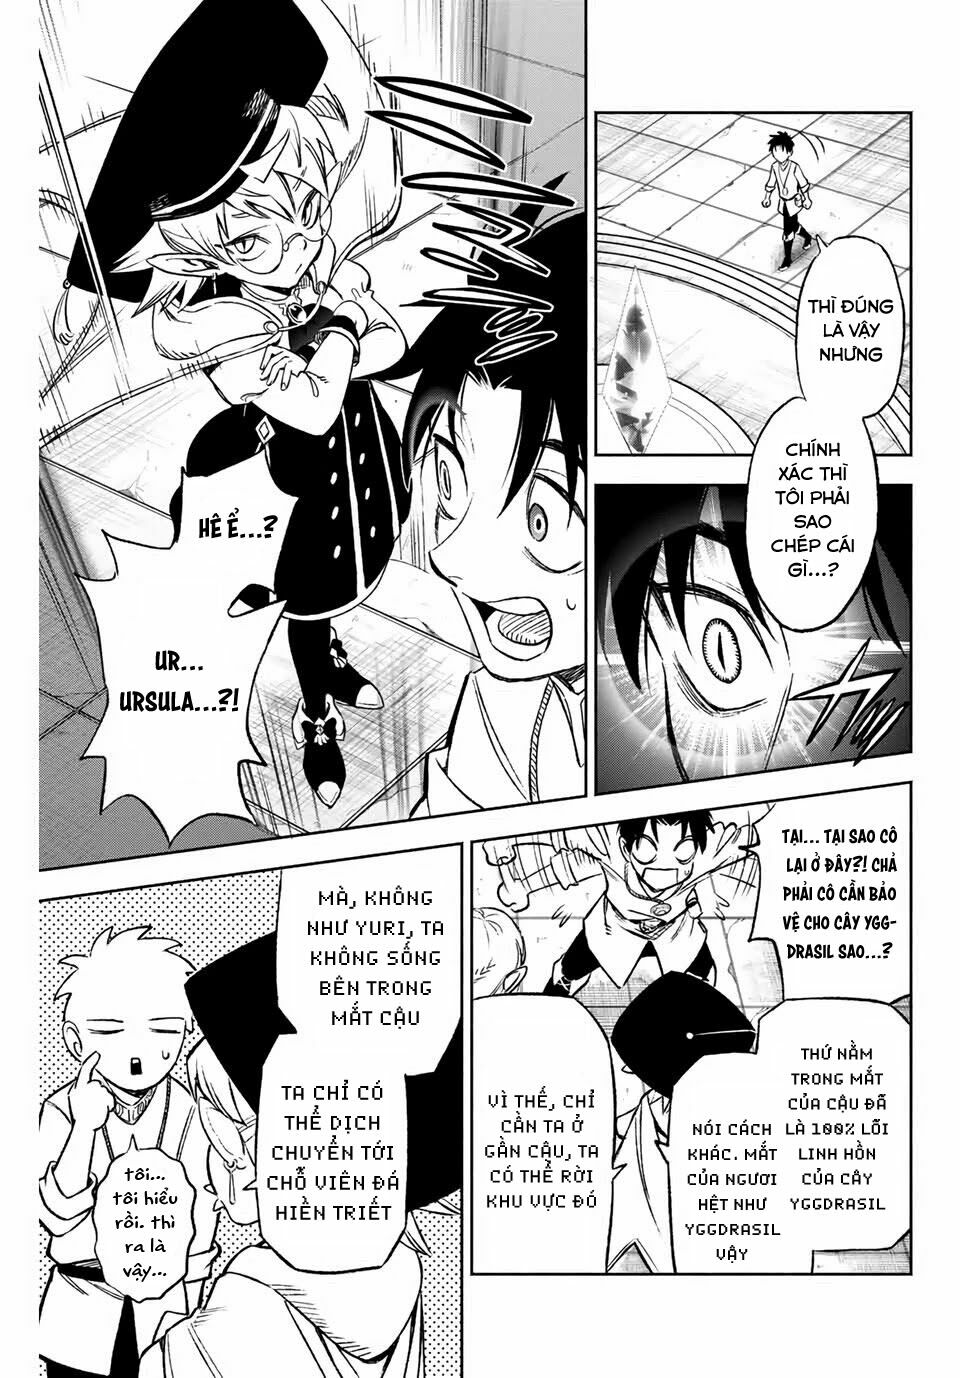 THÌ ĐÚNG
LÀ VẬY
NHƯNG
CHÍNH
XÁC THÌ
TÔI PHẢI
SAO
CHÉP CÁI
GÌ...?
HÊ Ể...?
UR...
URSULA...?!
TẠI... TẠI SAO CÔ
LẠI Ở ĐÂY?! CHẢ
PHẢI CÔ CẦN BẢO
VỆ CHO CÂY YGG-
DRASIL SAO...?
THỨ NẰM
TRONG MẮT
CỦA CẬU ĐÃ
LÀ 100% LÕI
LINH HỒN
CỦA CÂY
YGGDRASIL
NÓI CÁCH
KHÁC. MẮT
CỦA NGƯƠI
HỆT NHƯ
YGGDRASIL
VẬY
VÌ THẾ, CHỈ
CẦN TA Ở
GẦN CẬU, TA
CÓ THỂ RỜI
KHU VỰC ĐÓ
MÀ, KHÔNG
NHƯ YURI, TA
KHÔNG SỐNG
BÊN TRONG
MẮT CẬU
TA CHỈ CÓ
THỂ DỊCH
CHUYỂN TỚI
CHỖ VIÊN ĐÁ
HIỀN TRIẾT
tôi...
tôi hiểu
rồi. thì
ra là
vậy...